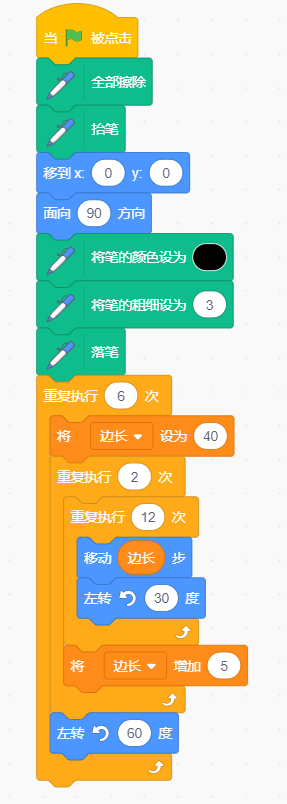 当 被点击
全部擦除
抬笔
移到 x: 0 y: 0
面向 90 方向
将笔的颜色设为
将笔的粗细设为 3
落笔
重复执行 6 次
将 边长 设为 40
重复执行 2 次
重复执行 12 次
移动 边长 步
左转 30 度
将 边长 增加 5
左转 60 度